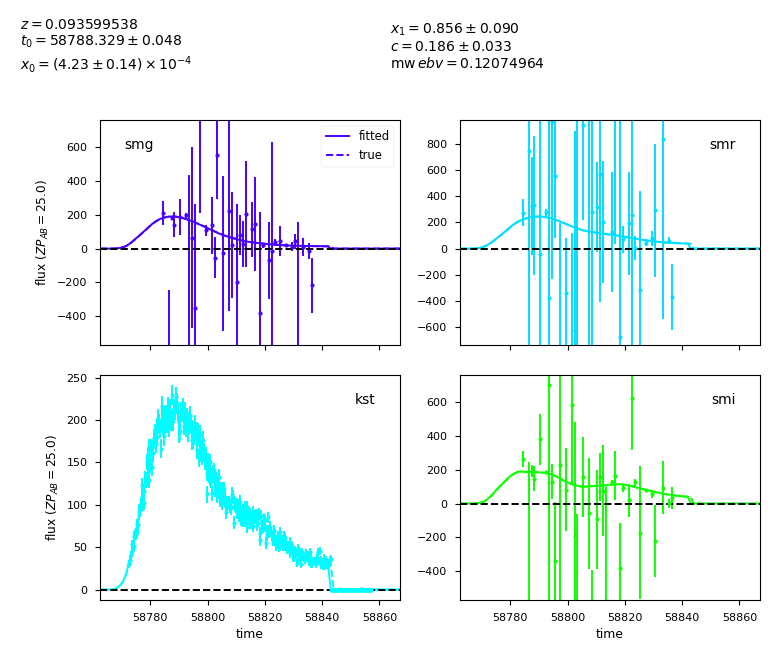 z = 0.093599538
t0 = 58788.329 ± 0.048
x0 = (4.23 ± 0.14) × 10^-4
x1 = 0.856 ± 0.090
c = 0.186 ± 0.033
mwebv = 0.12074964
smg
fitted
true
600
400
200
0
−200
−400
flux (ZP_AB = 25.0)
smr
800
600
400
200
0
−200
−400
−600
kst
250
200
150
100
50
0
flux (ZP_AB = 25.0)
58780 58800 58820 58840 58860
time
smi
600
400
200
0
−200
−400
58780 58800 58820 58840 58860
time